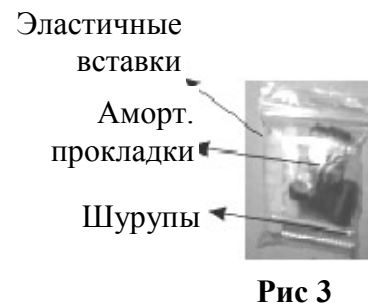 Эластичные
вставки
Аморт.
прокладки
Шурупы
Рис 3